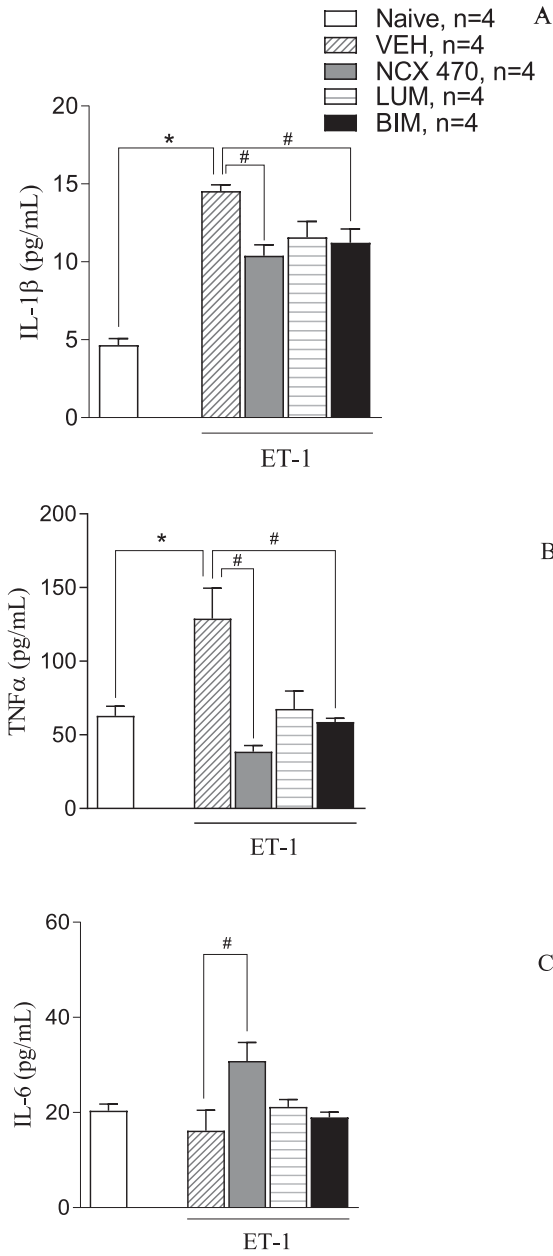 A
Naive, n=4
VEH, n=4
NCX 470, n=4
LUM, n=4
BIM, n=4
IL-1β (pg/mL)
20
15
10
5
0
*
#
#
ET-1
B
TNFα (pg/mL)
200
150
100
50
0
*
#
#
ET-1
C
IL-6 (pg/mL)
60
40
20
0
#
ET-1